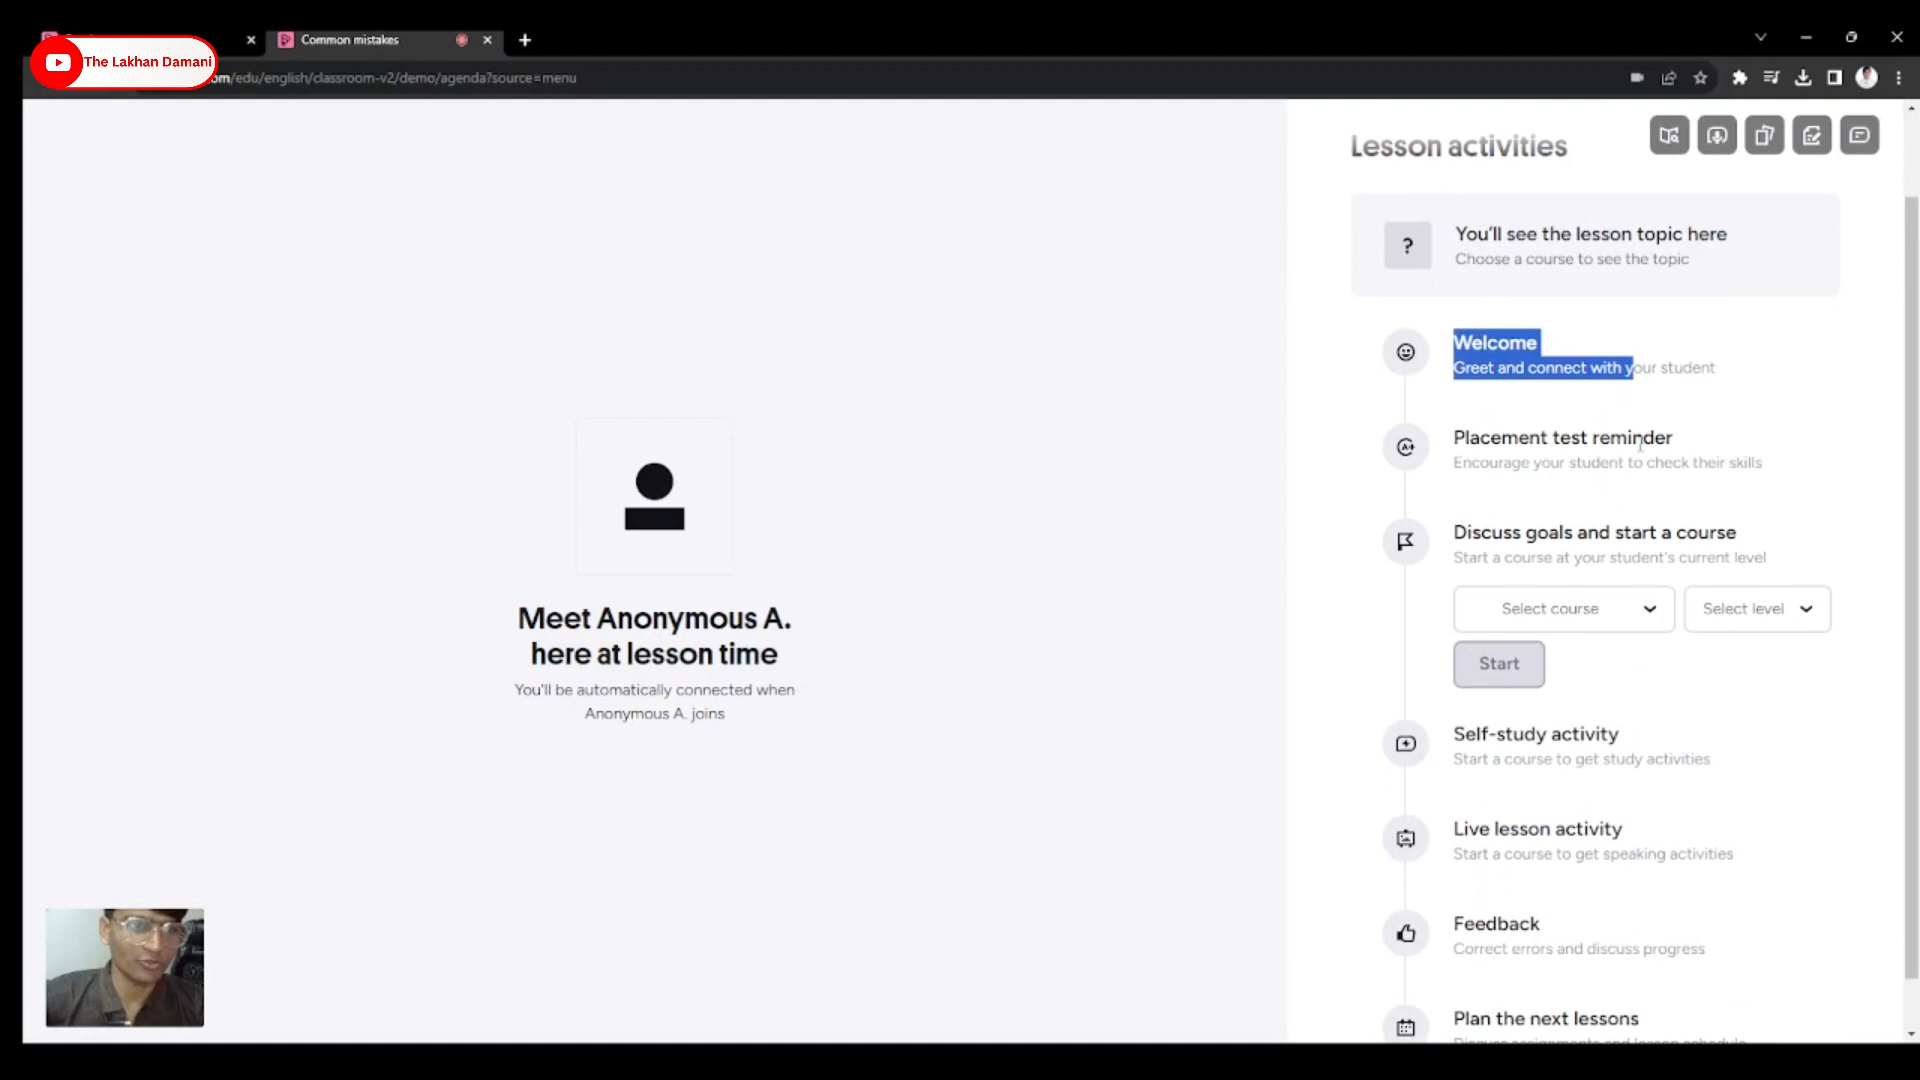 Common mistakes
The Lakhan Damani
om/edu/english/classroom-v2/demo/agenda?source=menu
Lesson activities
?
You'll see the lesson topic here
Choose a course to see the topic
Welcome
Greet and connect with your student
A+
Placement test reminder
Encourage your student to check their skills
Discuss goals and start a course
Start a course at your student's current level
Select course
Select level
Start
Self-study activity
Start a course to get study activities
Live lesson activity
Start a course to get speaking activities
Feedback
Correct errors and discuss progress
Plan the next lessons
Discuss assignments and lesson schedule
Meet Anonymous A.
here at lesson time
You'll be automatically connected when
Anonymous A. joins